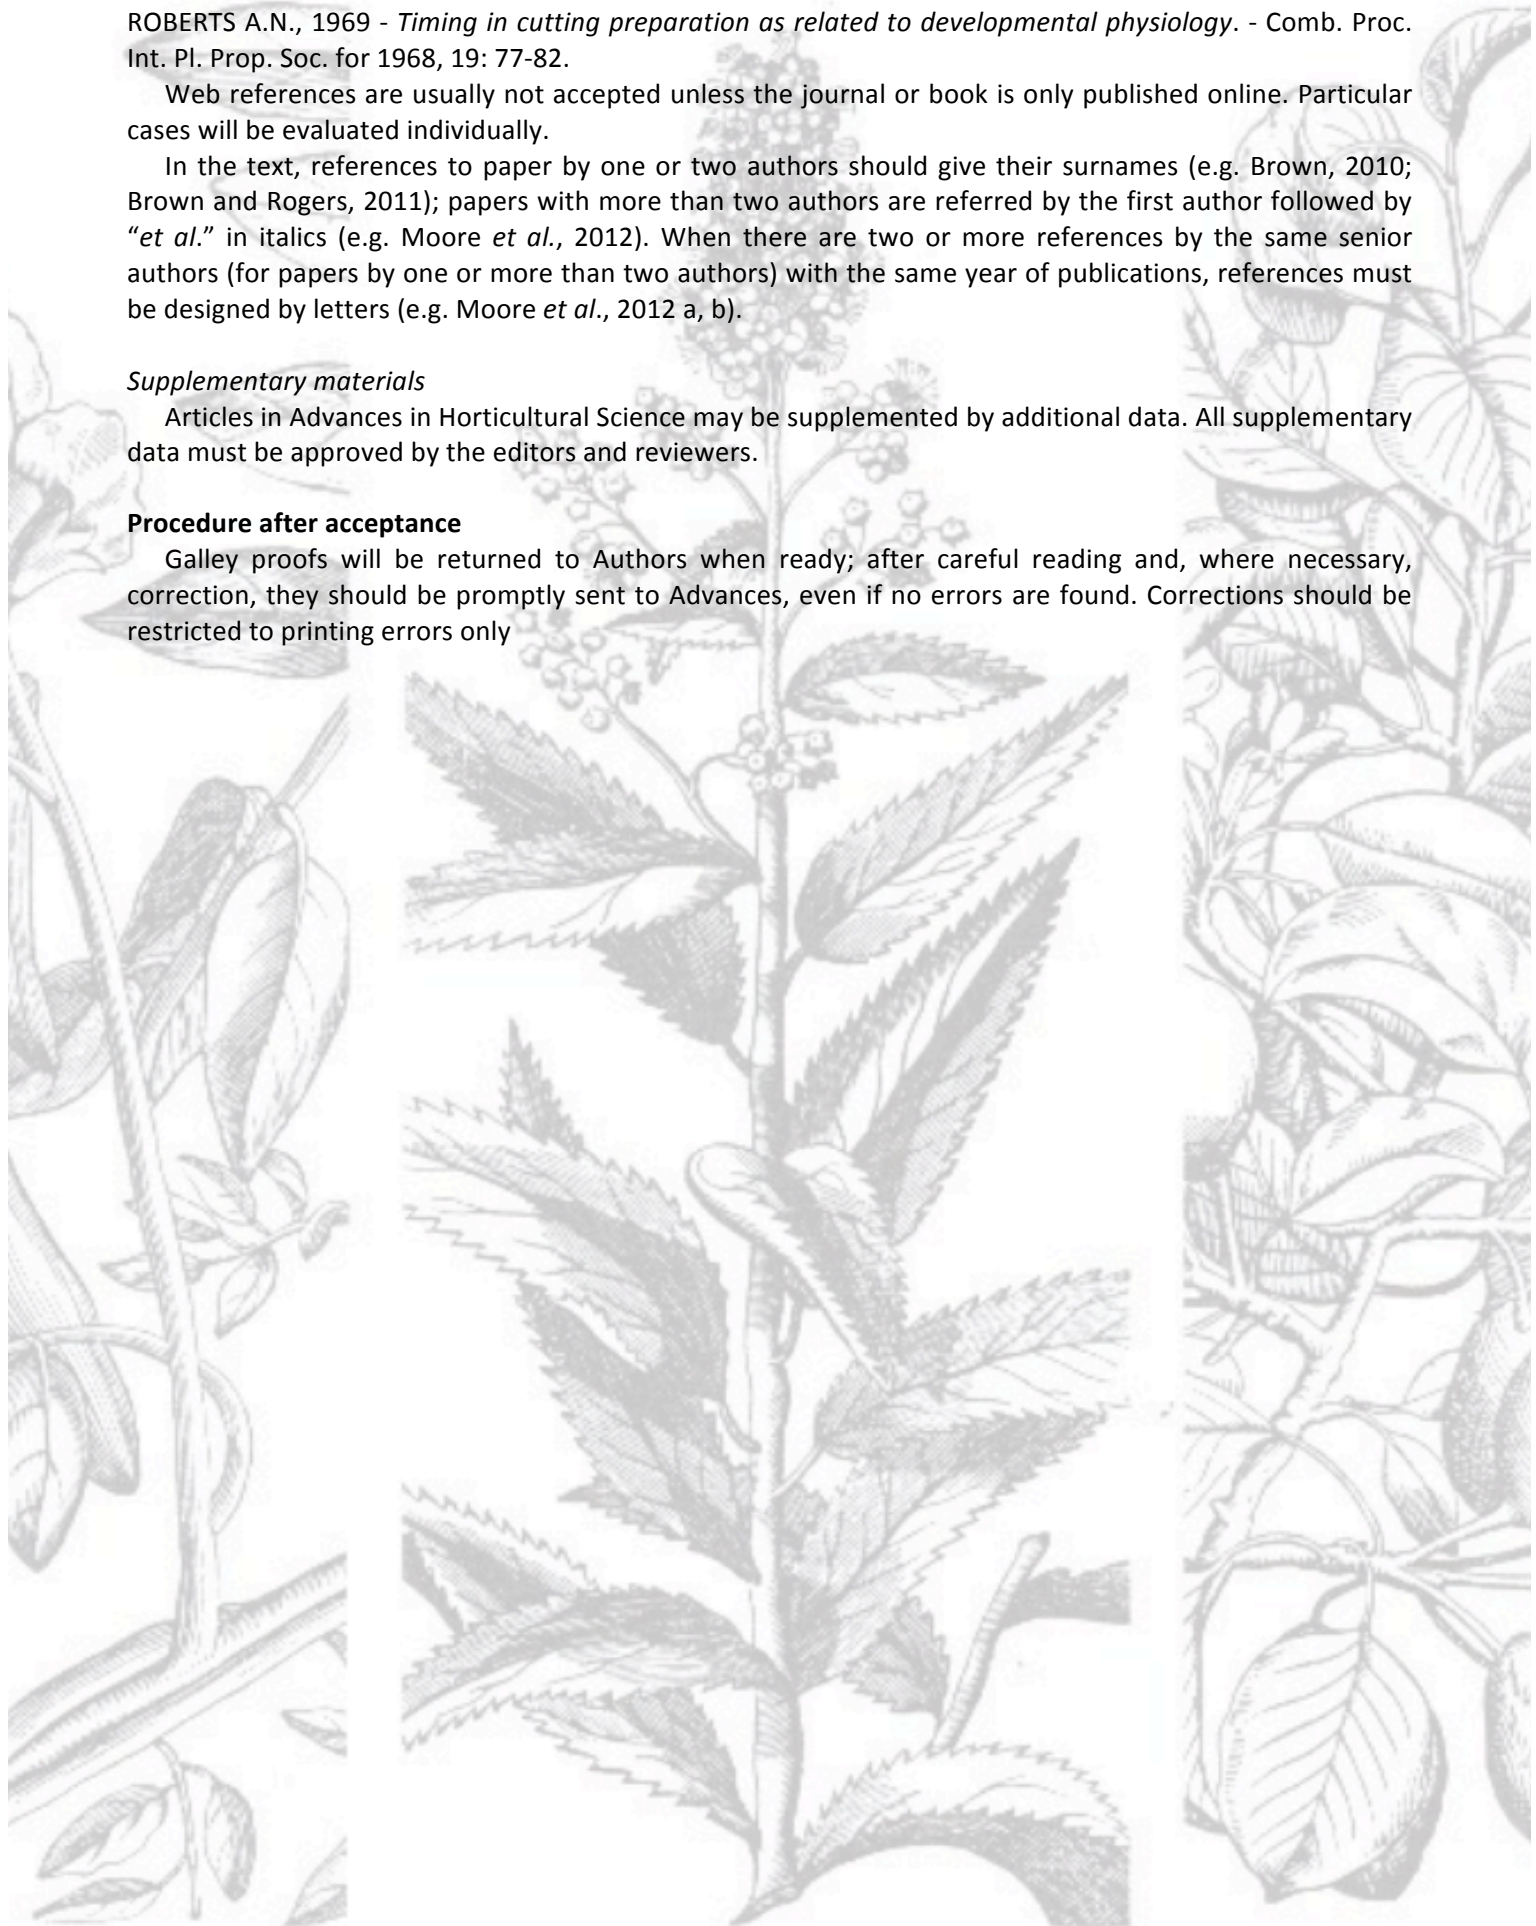 ROBERTS A.N., 1969 - Timing in cutting preparation as related to developmental physiology. - Comb. Proc.
Int. Pl. Prop. Soc. for 1968, 19: 77-82.
Web references are usually not accepted unless the journal or book is only published online. Particular
cases will be evaluated individually.
In the text, references to paper by one or two authors should give their surnames (e.g. Brown, 2010;
Brown and Rogers, 2011); papers with more than two authors are referred by the first author followed by
“et al.” in italics (e.g. Moore et al., 2012). When there are two or more references by the same senior
authors (for papers by one or more than two authors) with the same year of publications, references must
be designed by letters (e.g. Moore et al., 2012 a, b).
Supplementary materials
Articles in Advances in Horticultural Science may be supplemented by additional data. All supplementary
data must be approved by the editors and reviewers.
Procedure after acceptance
Galley proofs will be returned to Authors when ready; after careful reading and, where necessary,
correction, they should be promptly sent to Advances, even if no errors are found. Corrections should be
restricted to printing errors only